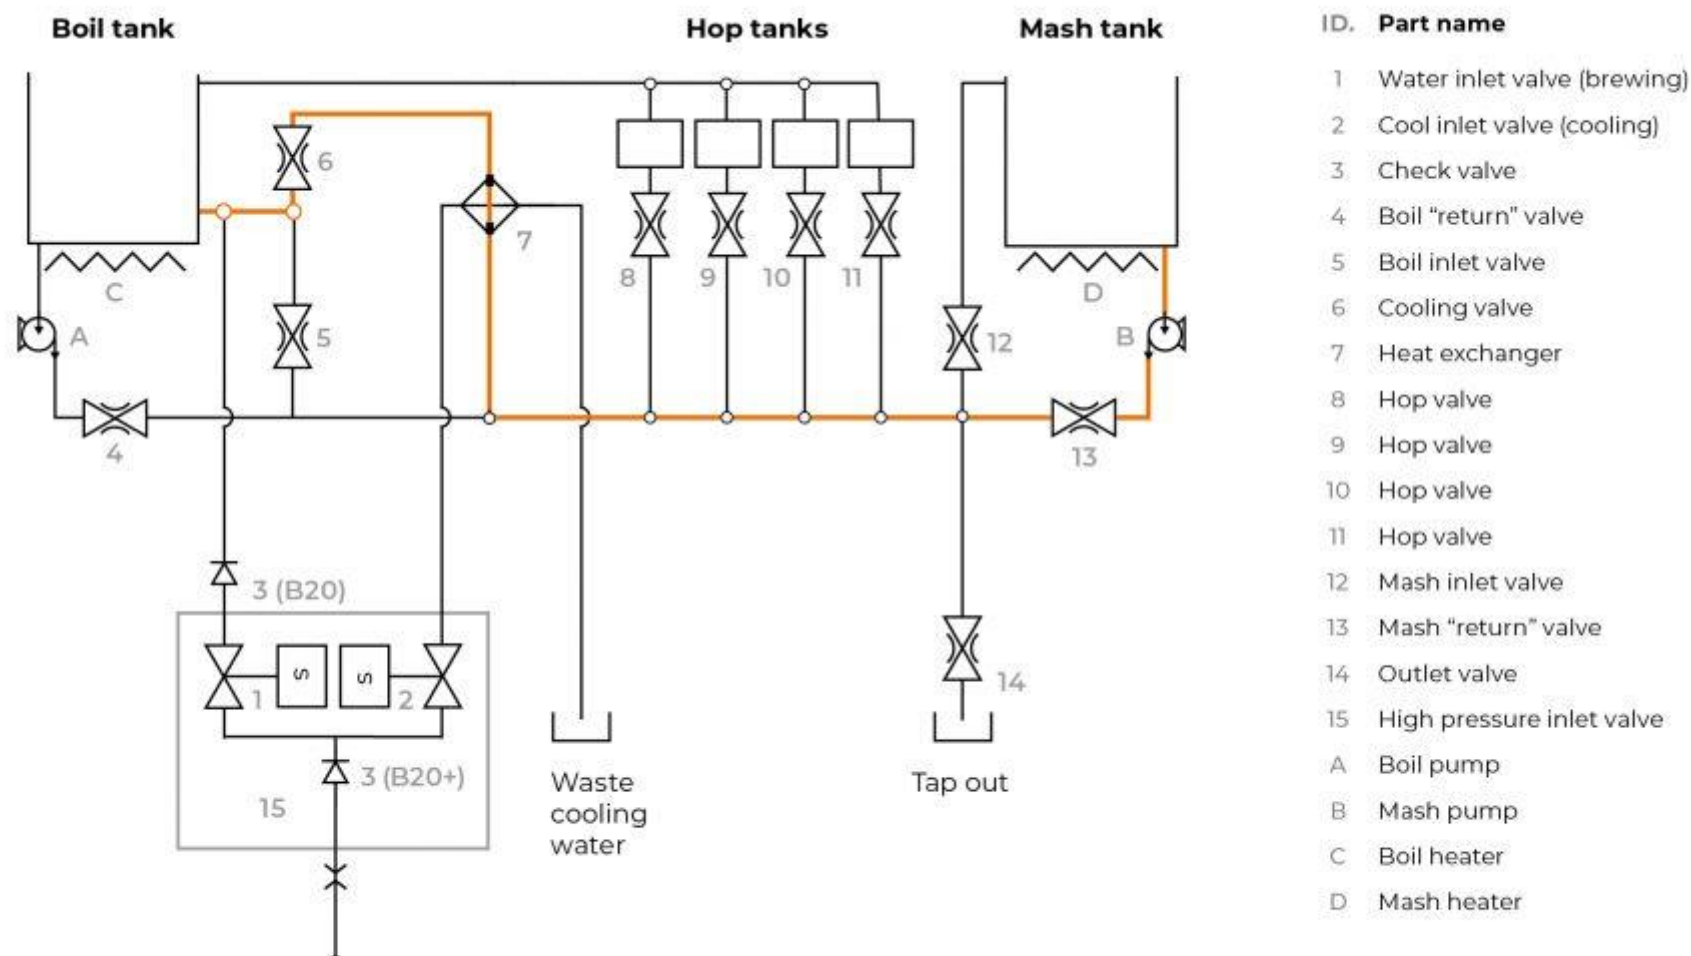 Boil tank
Hop tanks
Mash tank
6
7
C
A
5
4
8
9
10
11
12
D
B
13
3 (B20)
1
S
S
2
3 (B20+)
15
14
Waste
cooling
water
Tap out
ID. Part name
1 Water inlet valve (brewing)
2 Cool inlet valve (cooling)
3 Check valve
4 Boil “return” valve
5 Boil inlet valve
6 Cooling valve
7 Heat exchanger
8 Hop valve
9 Hop valve
10 Hop valve
11 Hop valve
12 Mash inlet valve
13 Mash “return” valve
14 Outlet valve
15 High pressure inlet valve
A Boil pump
B Mash pump
C Boil heater
D Mash heater